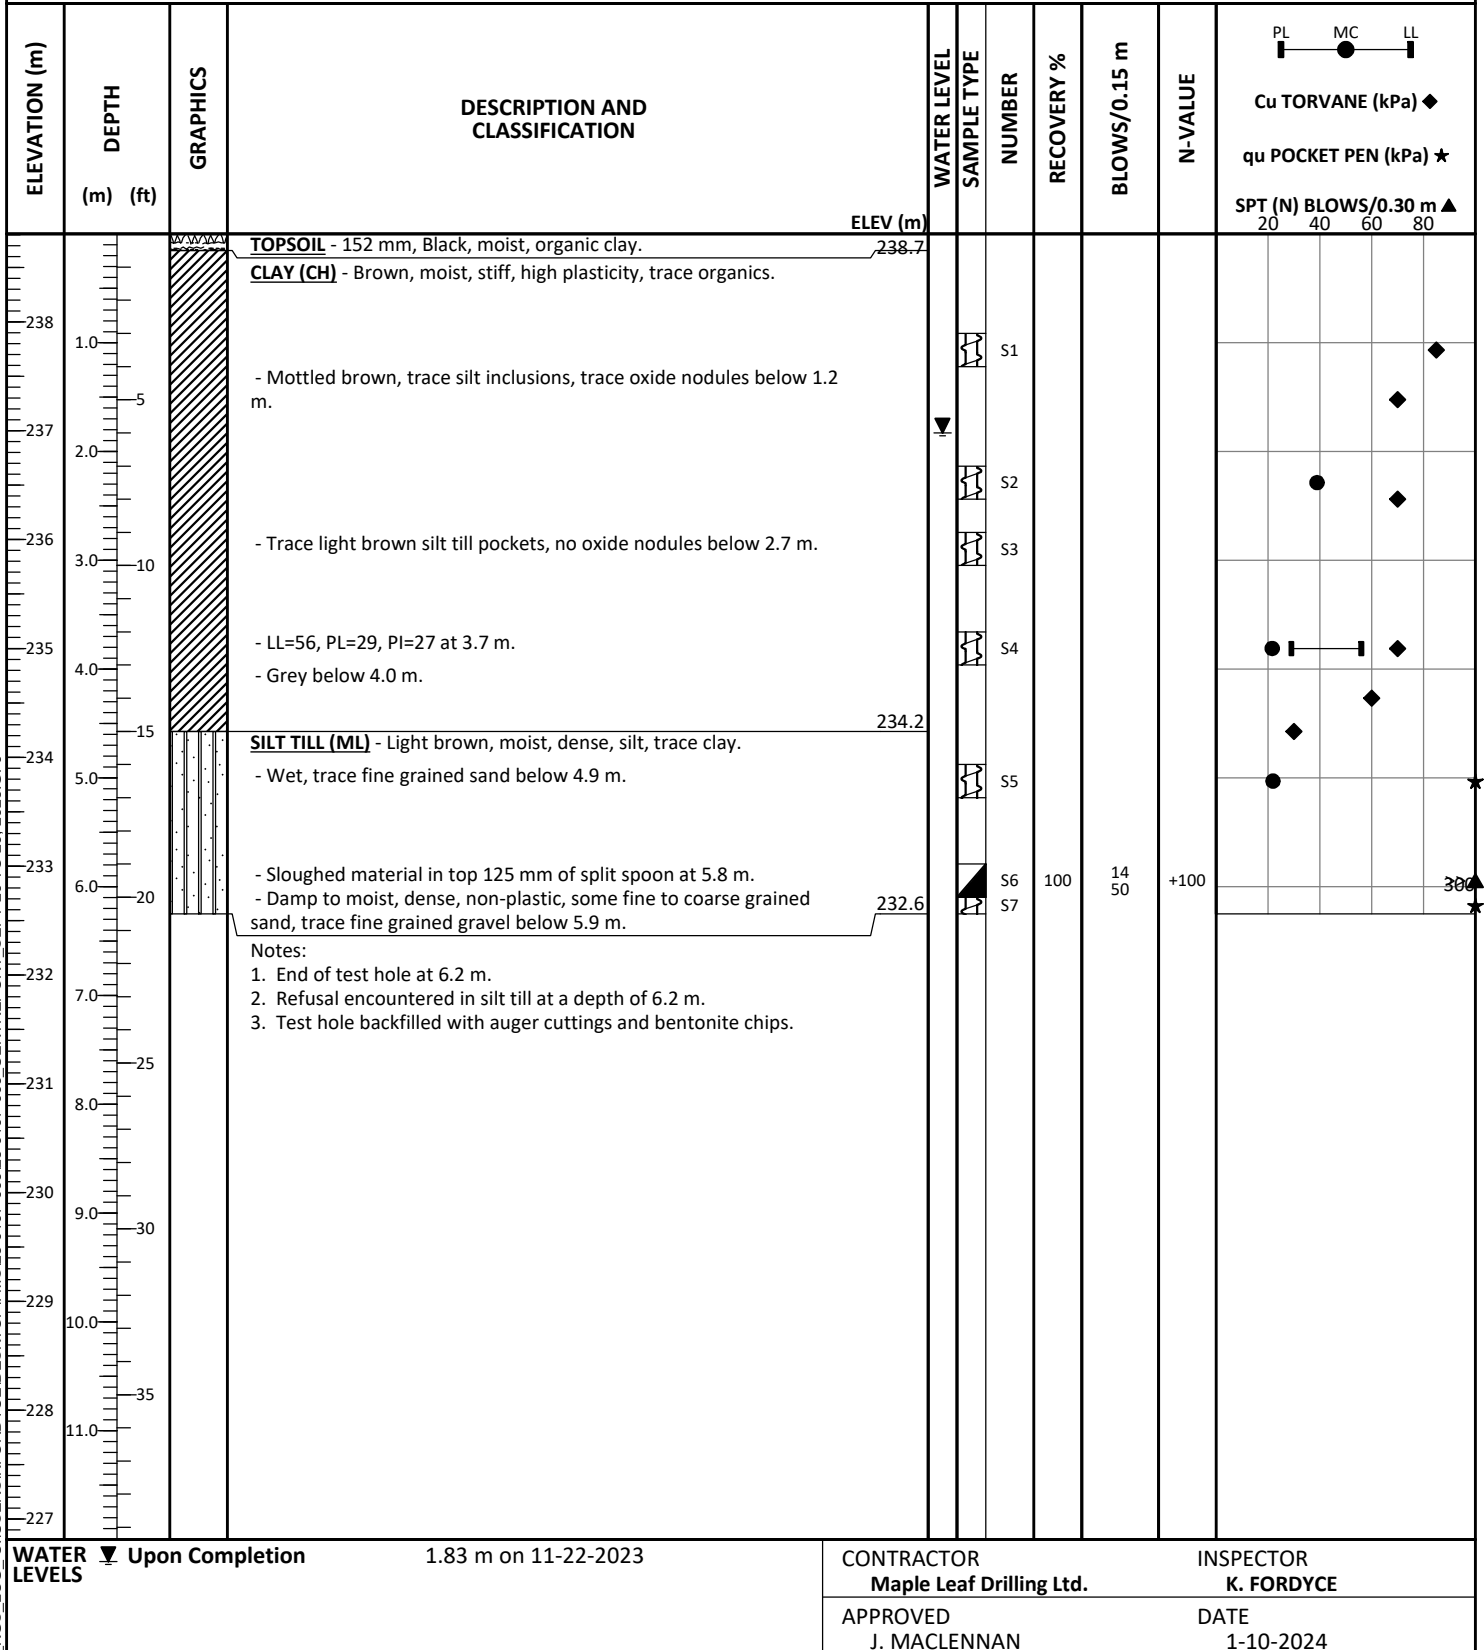 ELEVATION (m)
DEPTH
(m) (ft)
GRAPHICS
DESCRIPTION AND
CLASSIFICATION
ELEV (m)
WATER LEVEL
SAMPLE TYPE
NUMBER
RECOVERY %
BLOWS/0.15 m
N-VALUE
PL MC LL
Cu TORVANE (kPa) ◆
qu POCKET PEN (kPa) ★
SPT (N) BLOWS/0.30 m ▲
20 40 60 80
TOPSOIL - 152 mm, Black, moist, organic clay.
238.7
CLAY (CH) - Brown, moist, stiff, high plasticity, trace organics.
238
1.0
S1
- Mottled brown, trace silt inclusions, trace oxide nodules below 1.2
m.
5
237
2.0
S2
236
- Trace light brown silt till pockets, no oxide nodules below 2.7 m.
S3
3.0
10
- LL=56, PL=29, PI=27 at 3.7 m.
235
S4
4.0
- Grey below 4.0 m.
234.2
15
SILT TILL (ML) - Light brown, moist, dense, silt, trace clay.
234
- Wet, trace fine grained sand below 4.9 m.
5.0
S5
233
- Sloughed material in top 125 mm of split spoon at 5.8 m.
6.0
S6 100 14 +100
50
20
- Damp to moist, dense, non-plastic, some fine to coarse grained
232.6
S7
sand, trace fine grained gravel below 5.9 m.
Notes:
1. End of test hole at 6.2 m.
232
2. Refusal encountered in silt till at a depth of 6.2 m.
7.0
3. Test hole backfilled with auger cuttings and bentonite chips.
25
231
8.0
230
9.0
30
229
10.0
35
228
11.0
227
WATER Upon Completion 1.83 m on 11-22-2023
LEVELS
CONTRACTOR
Maple Leaf Drilling Ltd.
INSPECTOR
K. FORDYCE
APPROVED
J. MACLENNAN
DATE
1-10-2024